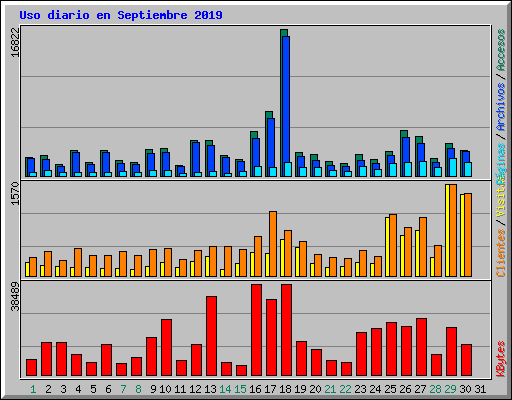 Uso diario en Septiembre 2019
16822
1570
38489
Accesos / Archivos / Páginas
Clientes / Visitas
KBytes
1 2 3 4 5 6 7 8 9 10 11 12 13 14 15 16 17 18 19 20 21 22 23 24 25 26 27 28 29 30 31